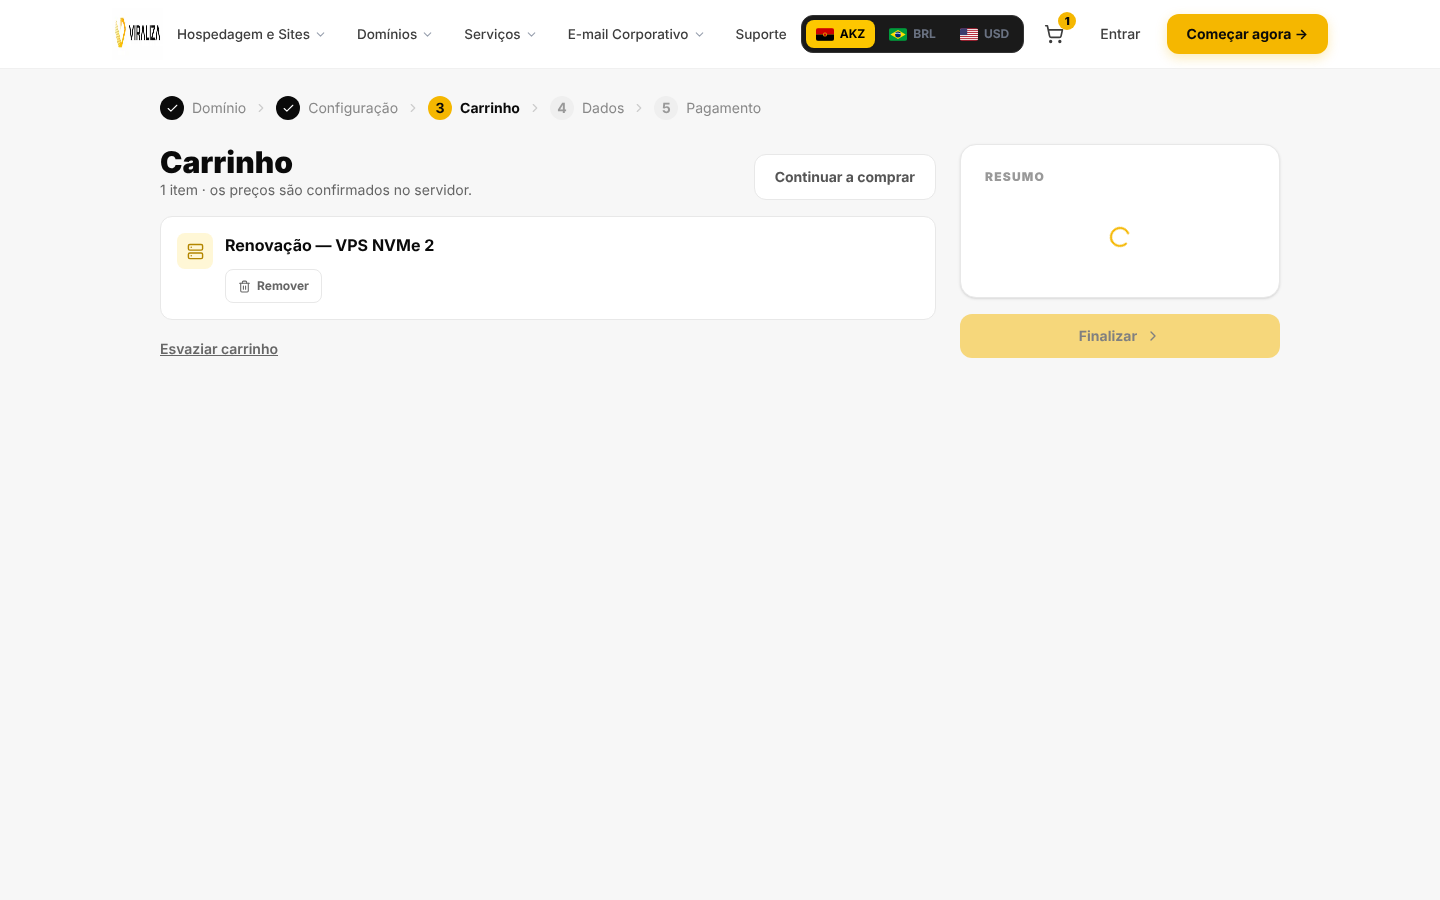 VIRALIZA Hospedagem e Sites Domínios Serviços E-mail Corporativo Suporte AKZ BRL USD 1 Entrar Começar agora →
Domínio Configuração 3 Carrinho 4 Dados 5 Pagamento
Carrinho
1 item · os preços são confirmados no servidor.
Continuar a comprar
Renovação — VPS NVMe 2
Remover
Esvaziar carrinho
RESUMO
Finalizar